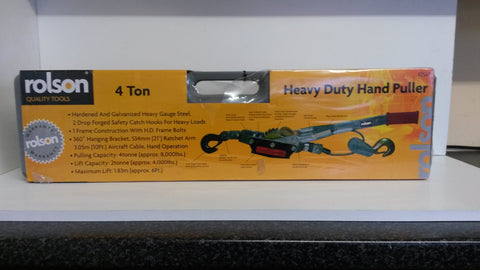 rolson
QUALITY TOOLS
4 Ton
Heavy Duty Hand Puller
• Hardened And Galvanized Heavy Gauge Steel,
2 Drop Forged Safety Catch Hooks For Heavy Loads
• 1 Frame Construction With H.D. Frame Bolts
• 360° Hanging Bracket, 534mm (21") Ratchet Arm
3.05m (10Ft.) Aircraft Cable, Hand Operation
• Pulling Capacity: 4tonne (approx. 8,000lbs.)
• Lift Capacity: 2tonne (approx. 4,000lbs.)
• Maximum Lift: 1.83m (approx. 6Ft.)
rolson
rolson